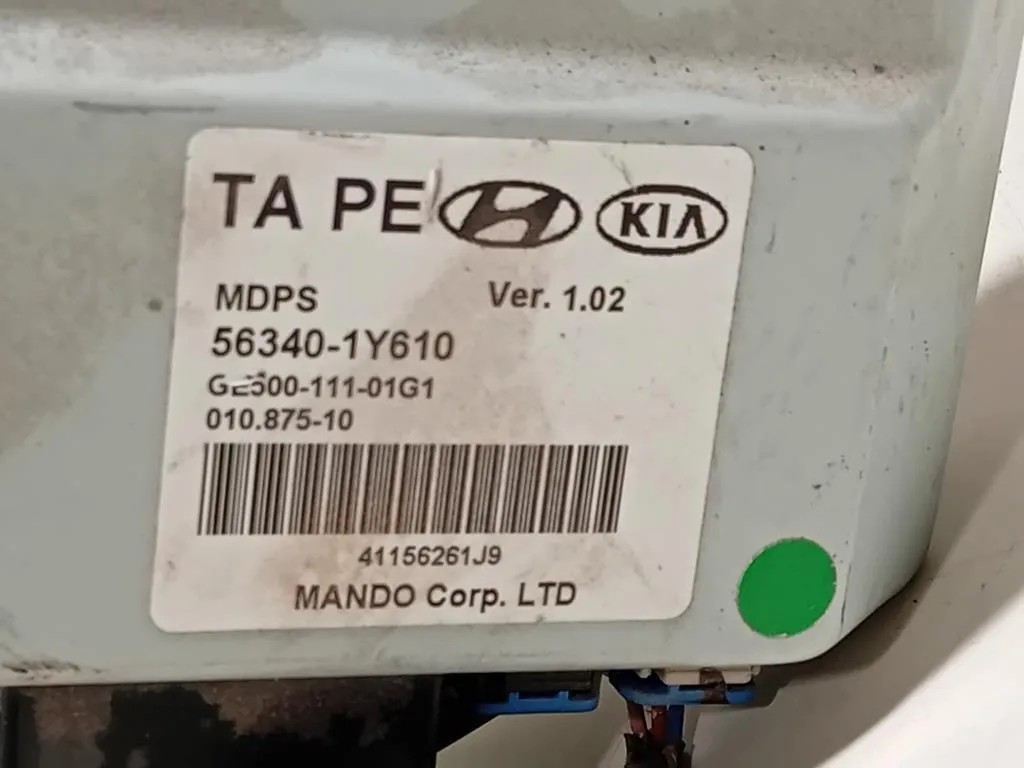 TA PE KIA
MDPS Ver. 1.02
56340-1Y610
010.875-10
41156261J9
MANDO Corp. LTD